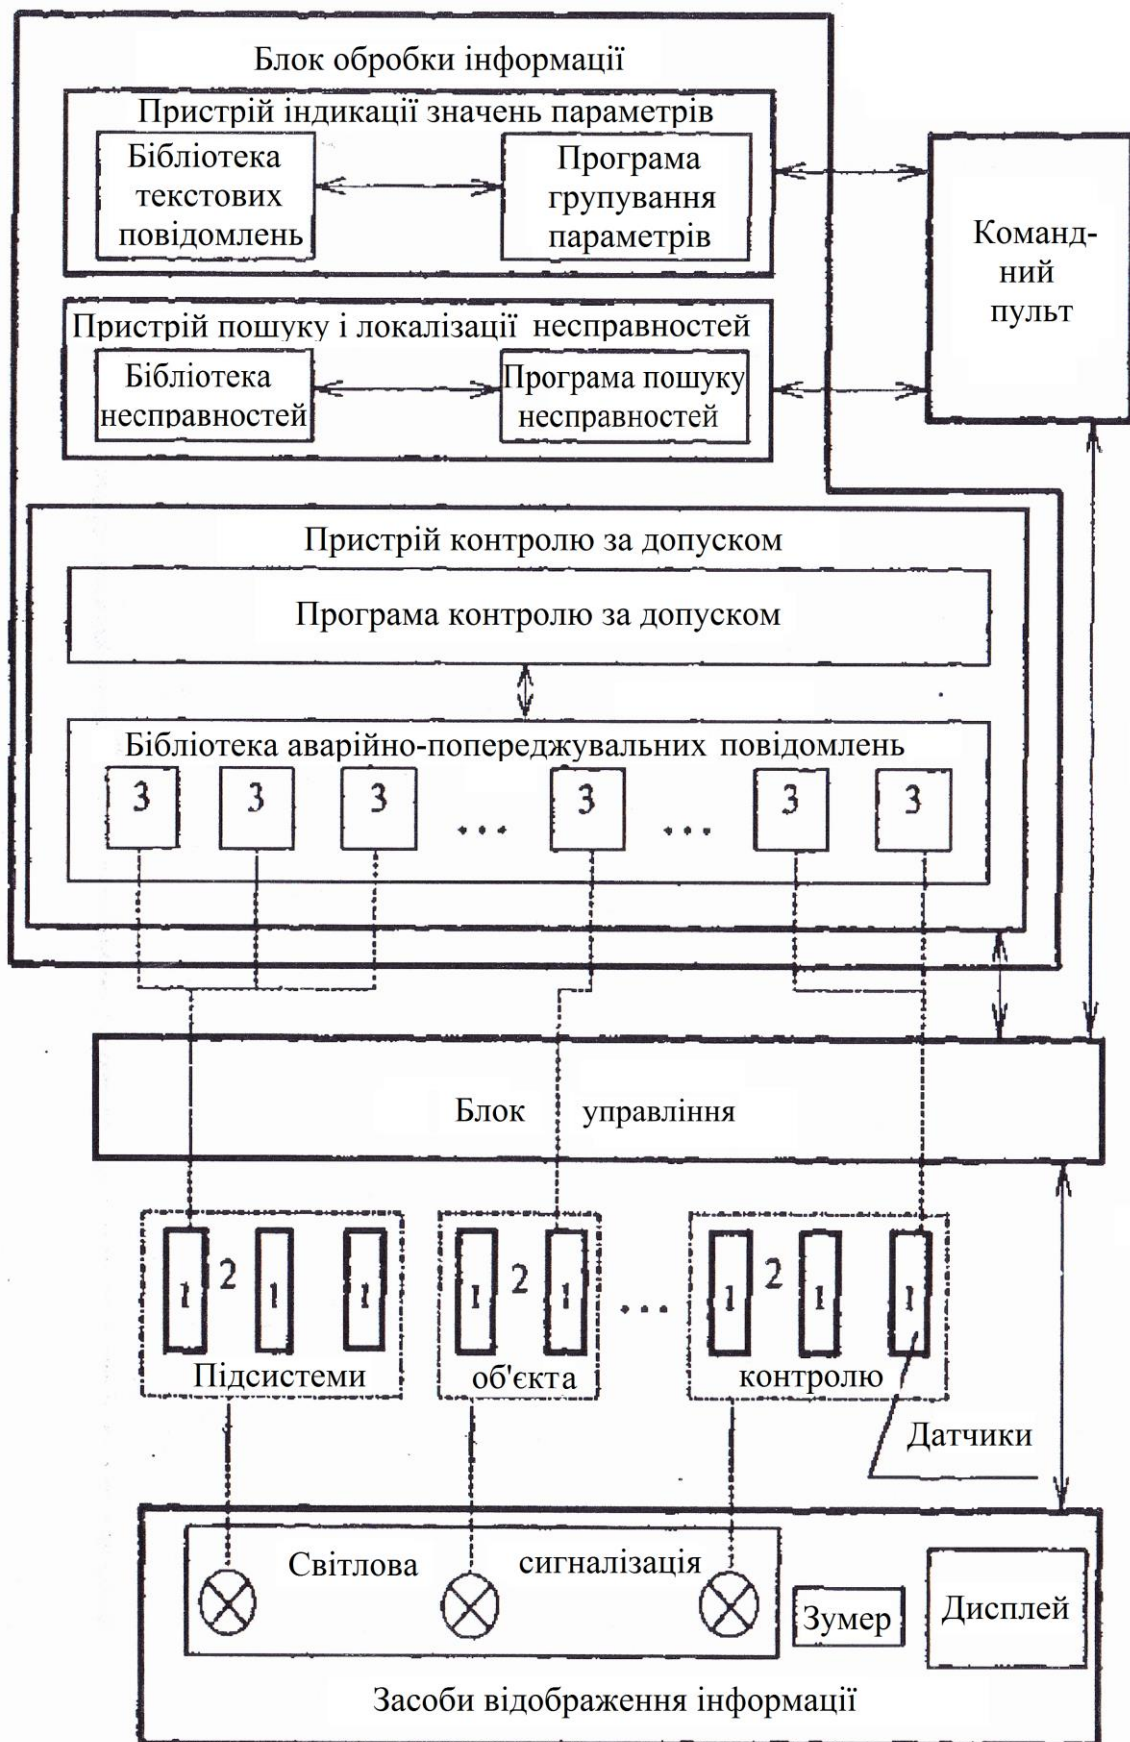 Блок обробки інформації
Пристрій індикації значень параметрів
Бібліотека
текстових
повідомлень
Програма
групування
параметрів
Команд-
ний
пульт
Пристрій пошуку і локалізації несправностей
Бібліотека
несправностей
Програма пошуку
несправностей
Пристрій контролю за допуском
Програма контролю за допуском
Бібліотека аварійно-попереджувальних повідомлень
3 3 3 ... 3 ... 3 3
Блок управління
1 2 1 1 1 2 1 ... 1 2 1 1
Підсистеми об'єкта контролю
Датчики
Світлова сигналізація
Зумер
Дисплей
Засоби відображення інформації